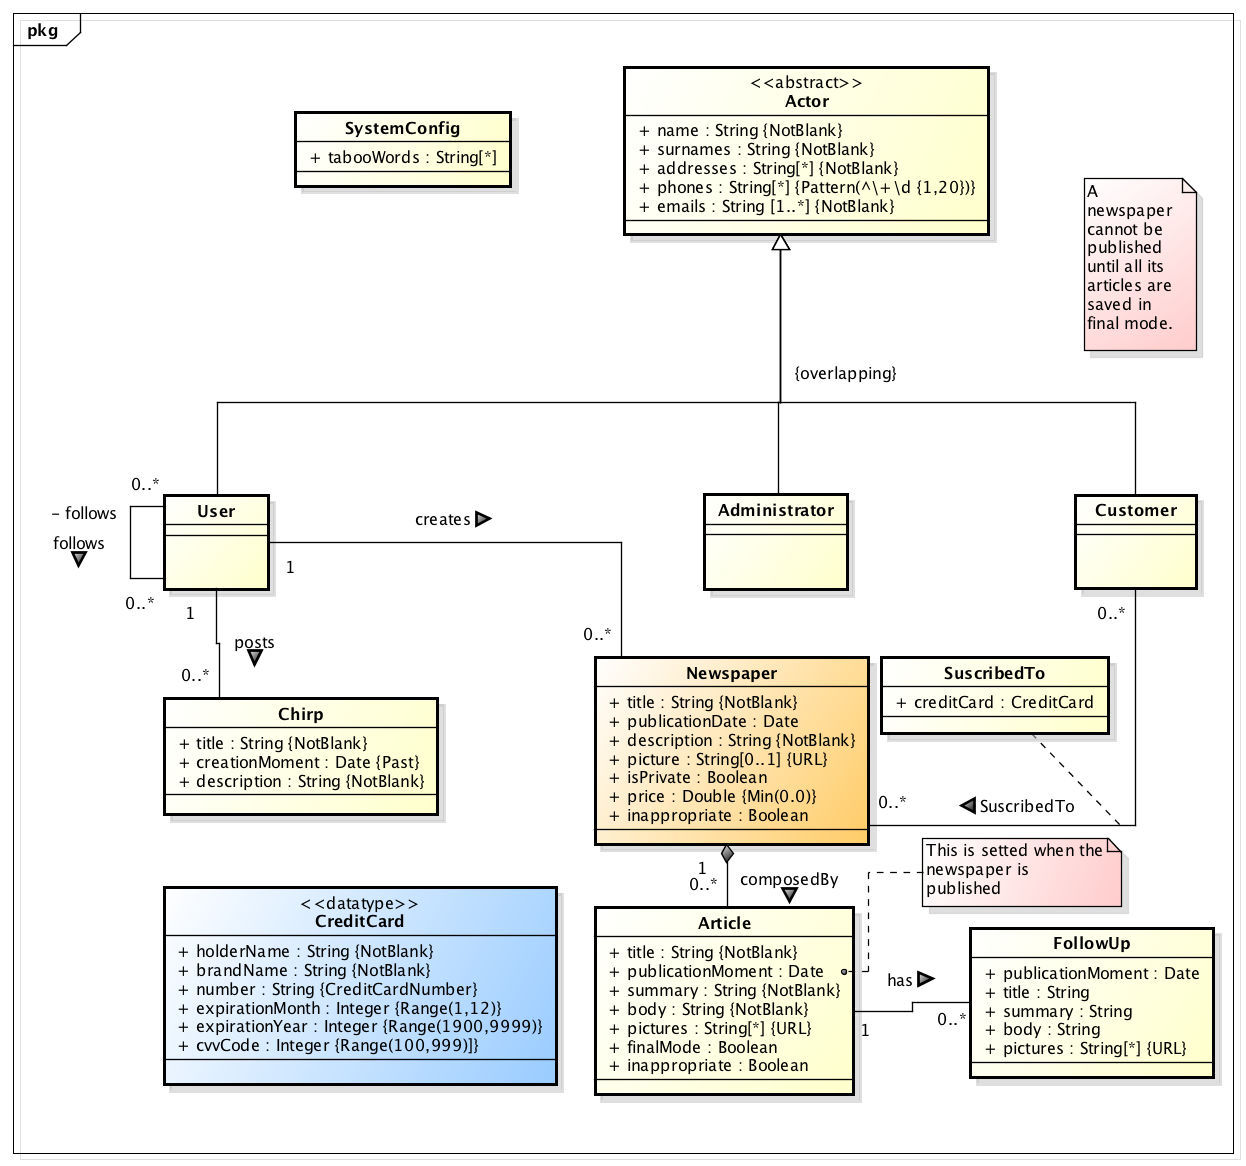 pkg
<<abstract>>
Actor
+ name : String {NotBlank}
+ surnames : String {NotBlank}
+ addresses : String[*] {NotBlank}
+ phones : String[*] {Pattern(^\+\d {1,20})}
+ emails : String [1..*] {NotBlank}
SystemConfig
+ tabooWords : String[*]
A
newspaper
cannot be
published
until all its
articles are
saved in
final mode.
{overlapping}
0..*
– follows
follows
0..*
User
creates
1
1
posts
0..*
0..*
Administrator
Customer
0..*
Chirp
+ title : String {NotBlank}
+ creationMoment : Date {Past}
+ description : String {NotBlank}
Newspaper
+ title : String {NotBlank}
+ publicationDate : Date
+ description : String {NotBlank}
+ picture : String[0..1] {URL}
+ isPrivate : Boolean
+ price : Double {Min(0.0)}
+ inappropriate : Boolean
SuscribedTo
+ creditCard : CreditCard
0..*
SuscribedTo
This is setted when the
newspaper is
published
1
0..*
composedBy
<<datatype>>
CreditCard
+ holderName : String {NotBlank}
+ brandName : String {NotBlank}
+ number : String {CreditCardNumber}
+ expirationMonth : Integer {Range(1,12)}
+ expirationYear : Integer {Range(1900,9999)}
+ cvvCode : Integer {Range(100,999)]}
Article
+ title : String {NotBlank}
+ publicationMoment : Date
+ summary : String {NotBlank}
+ body : String {NotBlank}
+ pictures : String[*] {URL}
+ finalMode : Boolean
+ inappropriate : Boolean
has
1
0..*
FollowUp
+ publicationMoment : Date
+ title : String
+ summary : String
+ body : String
+ pictures : String[*] {URL}